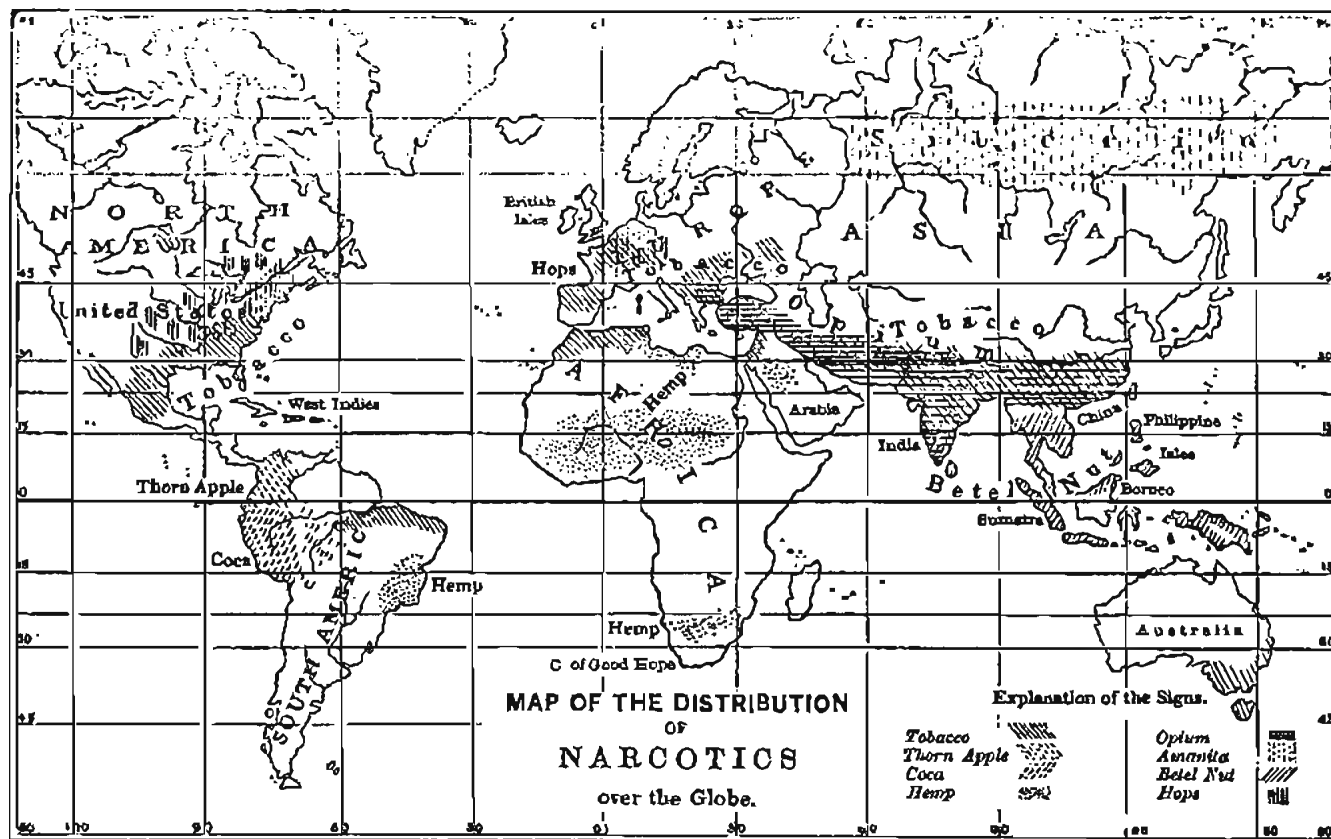 NORTH
AMERICA
United States
Tobacco
West Indies
Thorn Apple
Coca
Hemp
SOUTH AMERICA
British
Isles
Hops
EUROPE
Tobacco
AFRICA
Hemp
Hemp
C of Good Hope
Arabia
ASIA
Opium
Tobacco
India
China
Philippine
Isles
Betel Nut
Borneo
Sumatra
Australia
MAP OF THE DISTRIBUTION
OF
NARCOTICS
over the Globe.
Explanation of the Signs.
Tobacco
Thorn Apple
Coca
Hemp
Opium
Amanita
Betel Nut
Hops